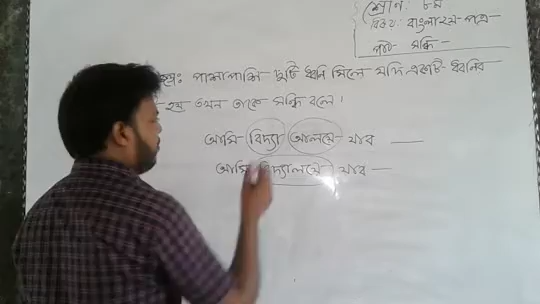 শ্রেণি: ৮ম
বিষয়: বাংলা ২য় পত্র
পাঠ: সন্ধি
পাশাপাশি দুটি ধ্বনি মিলে যদি একটি ধ্বনির
হয় তখন তাকে সন্ধি বলে।
আমি বিদ্যা আলয়ে যাব
আমি বিদ্যালয়ে যাব